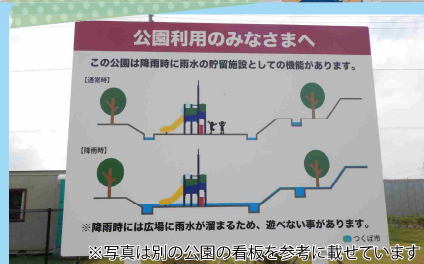 公園利用のみなさまへ
この公園は降雨時に雨水の貯留施設としての機能があります。
【通常時】
【降雨時】
※降雨時には広場に雨水が溜まるため、遊べない事があります。
つくば市
※写真は別の公園の看板を参考に載せています